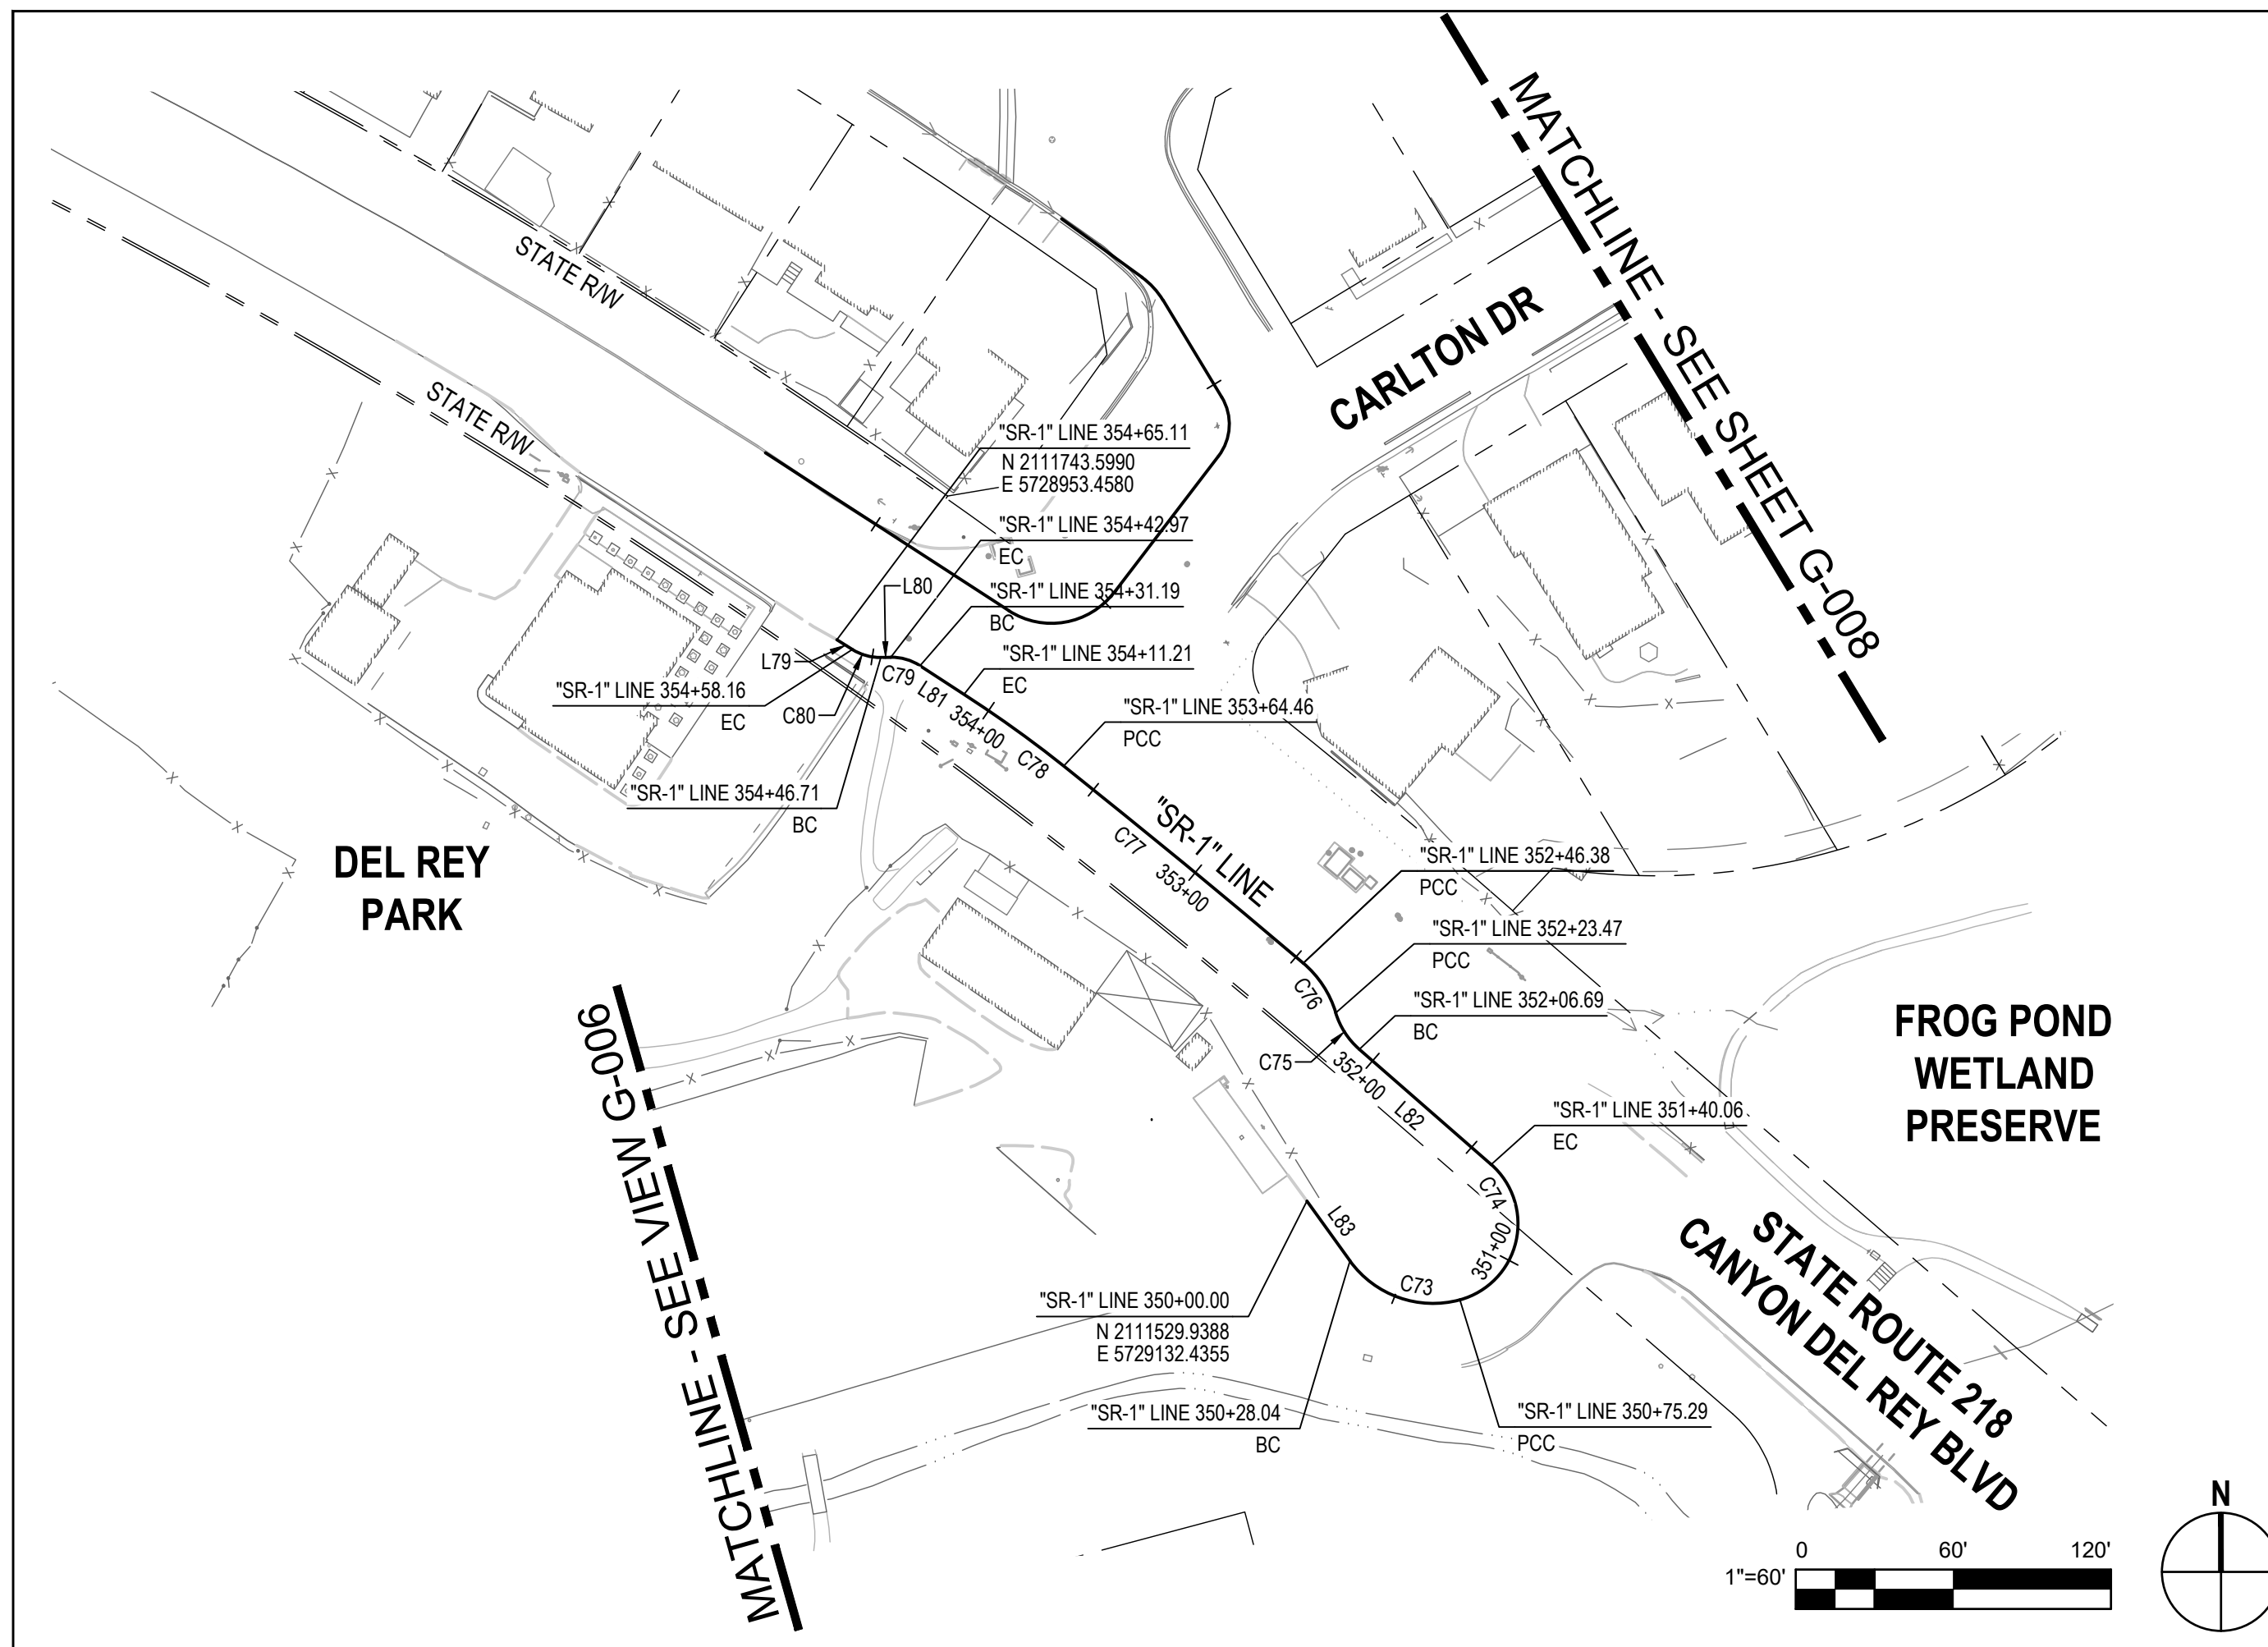 MATCHLINE - SEE SHEET G-008
STATE R/W
STATE R/W
CARLTON DR
"SR-1" LINE 354+65.11
N 2111743.5990
E 5728953.4580
"SR-1" LINE 354+42.97
EC
L80
"SR-1" LINE 354+31.19
BC
L79
"SR-1" LINE 354+11.21
EC
C79
L81
"SR-1" LINE 354+58.16
EC
C80
354+00
"SR-1" LINE 353+64.46
PCC
C78
"SR-1" LINE 354+46.71
BC
"SR-1" LINE
C77
353+00
DEL REY
PARK
"SR-1" LINE 352+46.38
PCC
"SR-1" LINE 352+23.47
PCC
C76
"SR-1" LINE 352+06.69
BC
C75
352+00
L82
FROG POND
WETLAND
PRESERVE
MATCHLINE - SEE VIEW G-006
"SR-1" LINE 351+40.06
EC
C74
L83
351+00
C73
STATE ROUTE 218
CANYON DEL REY BLVD
"SR-1" LINE 350+00.00
N 2111529.9388
E 5729132.4355
"SR-1" LINE 350+28.04
BC
"SR-1" LINE 350+75.29
PCC
N
0 60' 120'
1"=60'